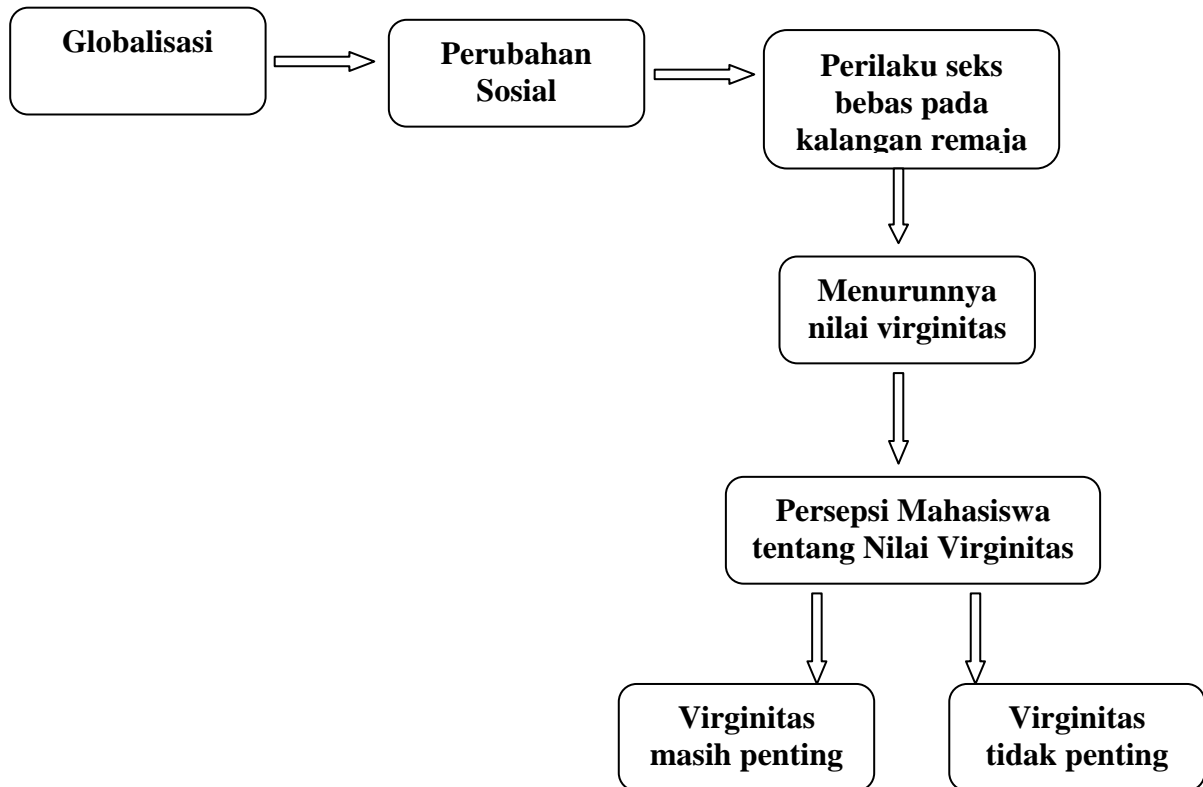 Globalisasi
Perubahan
Sosial
Perilaku seks
bebas pada
kalangan remaja
Menurunnya
nilai virginitas
Persepsi Mahasiswa
tentang Nilai Virginitas
Virginitas
masih penting
Virginitas
tidak penting